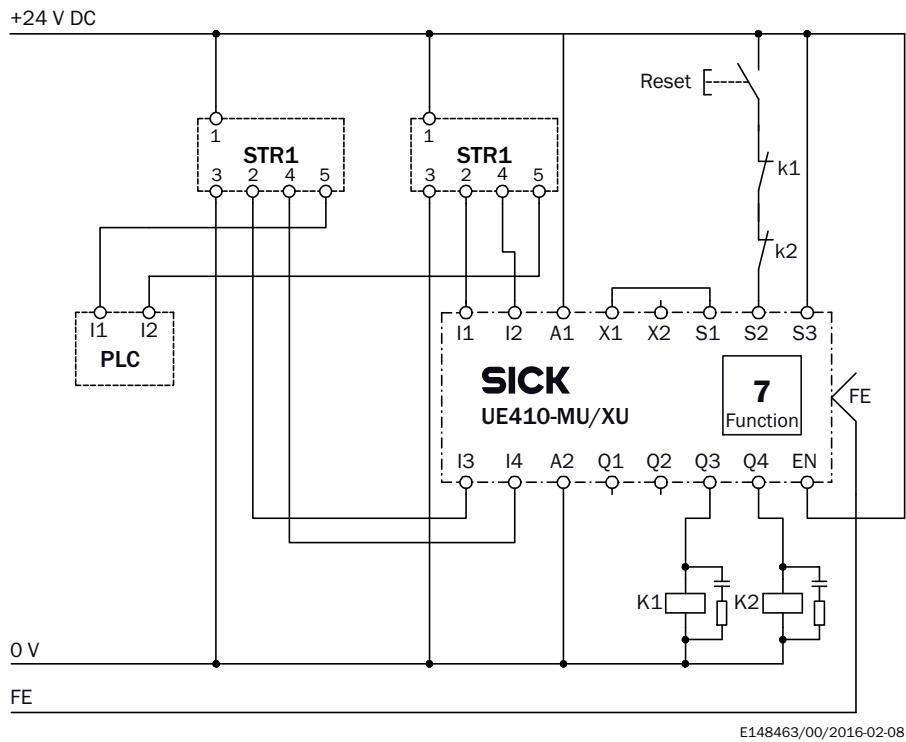 +24 V DC
Reset
1
STR1
3 2 4 5
1
STR1
3 2 4 5
k1
k2
I1 I2
PLC
I1 I2 A1 X1 X2 S1 S2 S3
SICK
UE410-MU/XU
7
Function
FE
I3 I4 A2 Q1 Q2 Q3 Q4 EN
K1
K2
0 V
FE
E148463/00/2016-02-08